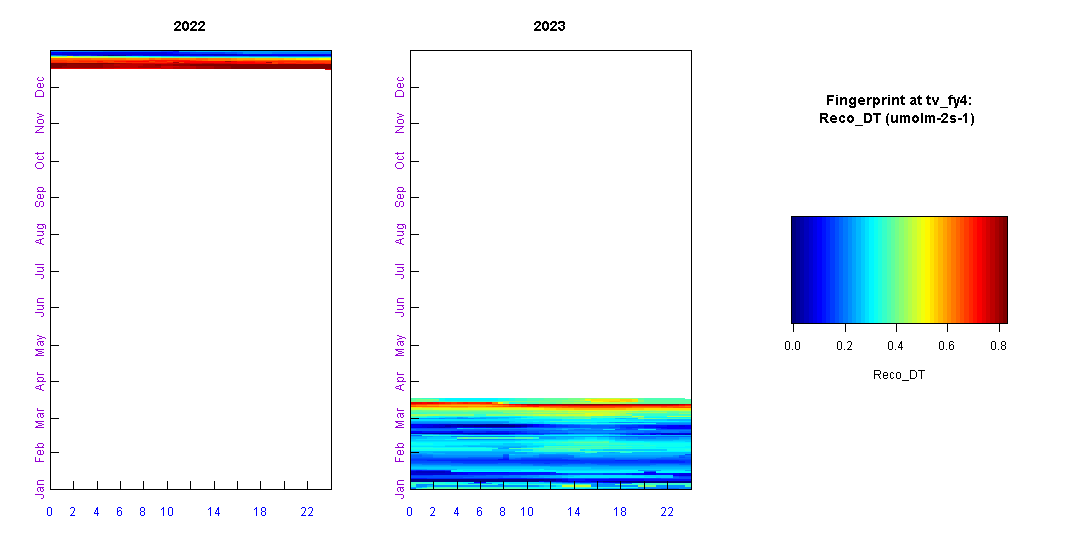 2022
2023
Dec
Nov
Oct
Sep
Aug
Jul
Jun
May
Apr
Mar
Feb
Jan
0 2 4 6 8 10 14 18 22
Dec
Nov
Oct
Sep
Aug
Jul
Jun
May
Apr
Mar
Feb
Jan
0 2 4 6 8 10 14 18 22
Fingerprint at tv_fy4:
Reco_DT (umolm-2s-1)
0.0 0.2 0.4 0.6 0.8
Reco_DT